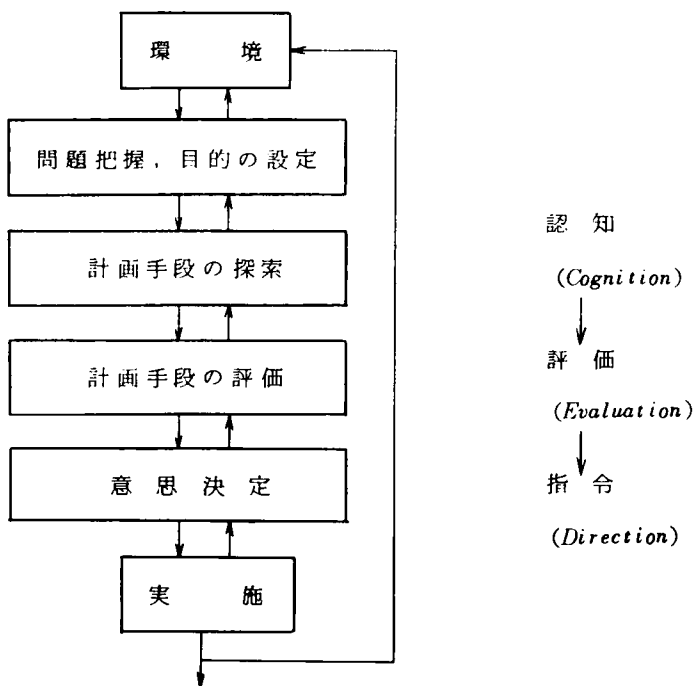 環 境
問題把握，目的の設定
計画手段の探索
計画手段の評価
意思決定
実 施
認 知
(Cognition)
評 価
(Evaluation)
指 令
(Direction)